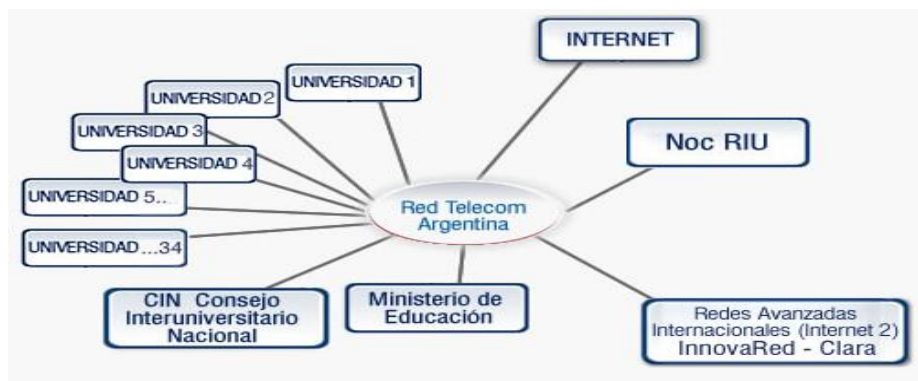 INTERNET
UNIVERSIDAD 1
UNIVERSIDAD 2
UNIVERSIDAD 3
UNIVERSIDAD 4
UNIVERSIDAD 5..
UNIVERSIDAD ...34
Noc RIU
Red Telecom
Argentina
CIN Consejo
Interuniversitario
Nacional
Ministerio de
Educación
Redes Avanzadas
Internacionales (Internet 2)
InnovaRed - Clara